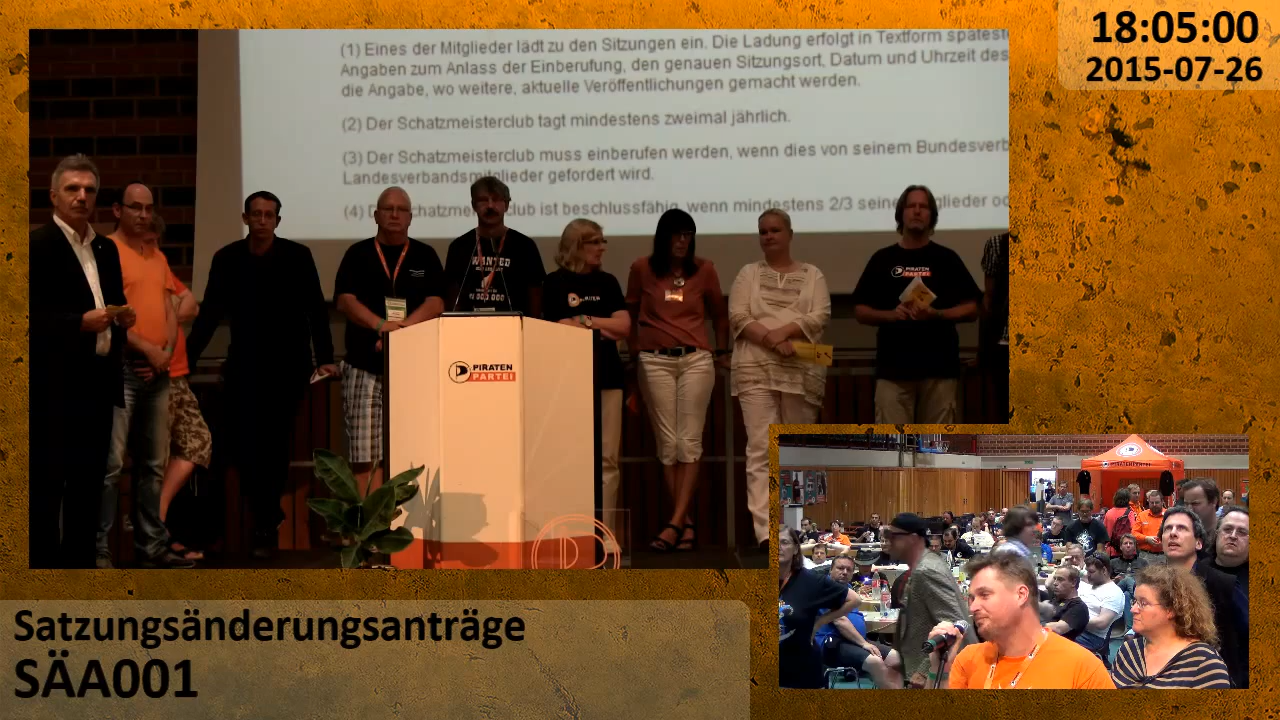 18:05:00
2015-07-26
(1) Eines der Mitglieder lädt zu den Sitzungen ein. Die Ladung erfolgt in Textform spätest
Angaben zum Anlass der Einberufung, den genauen Sitzungsort, Datum und Uhrzeit des
die Angabe, wo weitere, aktuelle Veröffentlichungen gemacht werden.
(2) Der Schatzmeisterclub tagt mindestens zweimal jährlich.
(3) Der Schatzmeisterclub muss einberufen werden, wenn dies von seinem Bundesverb
Landesverbandsmitglieder gefordert wird.
(4) Schatzme club ist beschlussfähig, wenn mindestens 2/3 seine glieder od
WANTED
PIRATEN
PARTEI
PIRATEN
PARTEI
Satzungsänderungsanträge
SÄA001